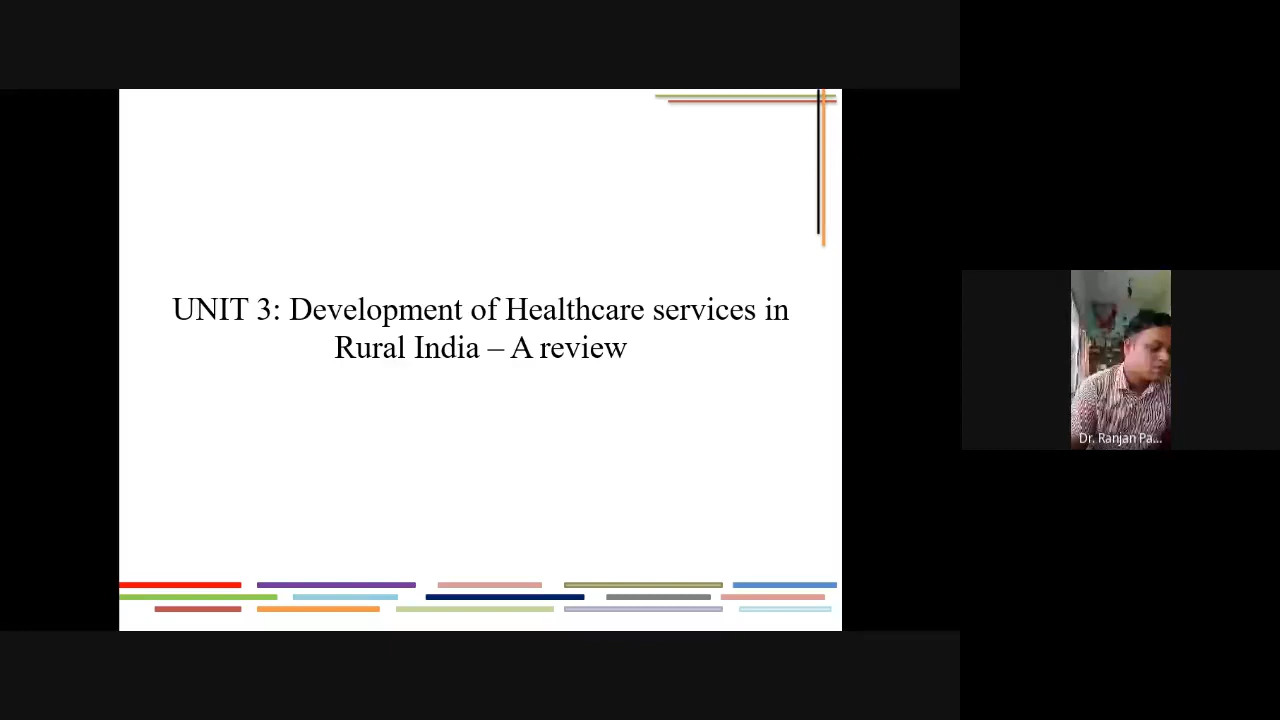 UNIT 3: Development of Healthcare services in
Rural India – A review
Dr. Ranjan Pa...